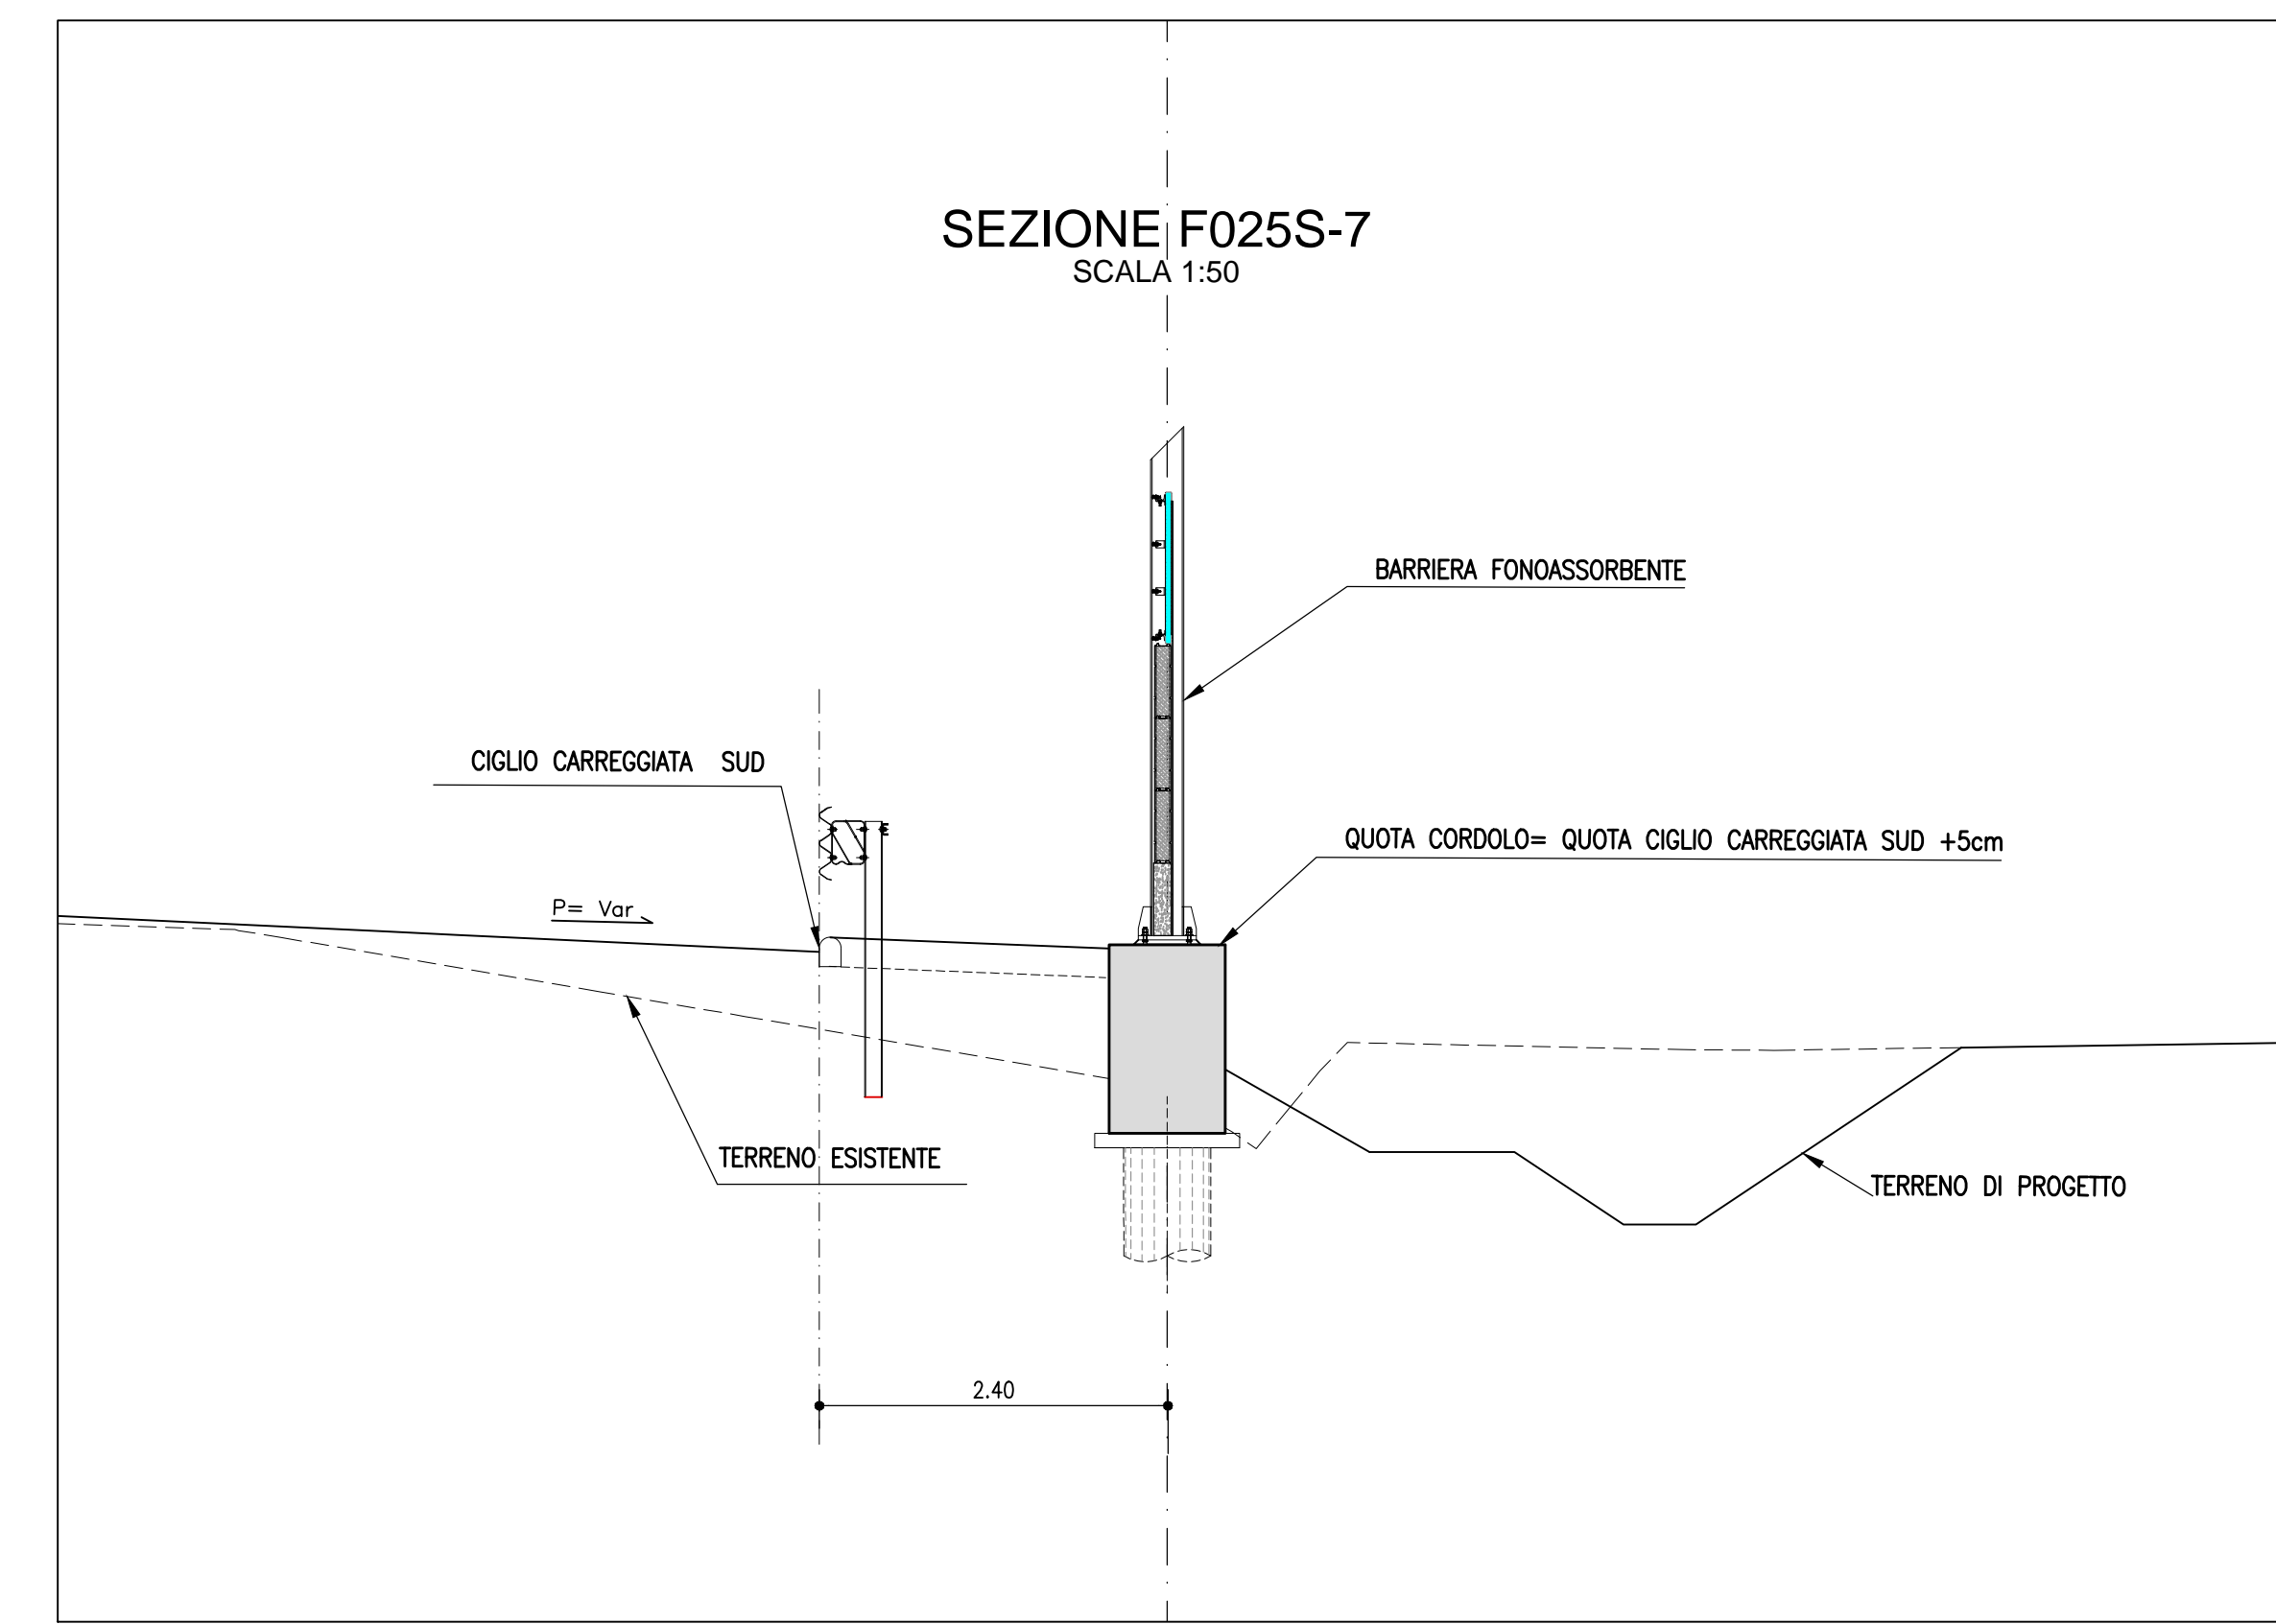 SEZIONE F025S-7
SCALA 1:50
BARRIERA FONOASSORBENTE
CIGLIO CARREGGIATA SUD
QUOTA CORDOLO= QUOTA CIGLIO CARREGGIATA SUD +5cm
P= Var
TERRENO ESISTENTE
TERRENO DI PROGETTO
2.40